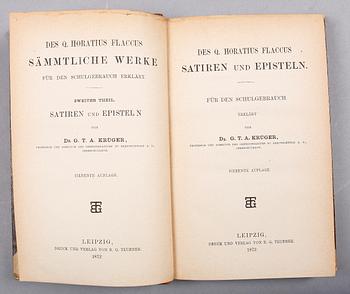 DES Q. HORATIUS FLACCUS
SÄMMTLICHE WERKE
FÜR DEN SCHULGEBRAUCH ERKLÄRT.
ZWEITER THEIL.
SATIREN UND EPISTELN
VON
DR. G. T. A. KRÜGER,
SIEBENTE AUFLAGE.
LEIPZIG,
DRUCK UND VERLAG VON B. G. TEUBNER.
1872
DES Q. HORATIUS FLACCUS
SATIREN UND EPISTELN.
FÜR DEN SCHULGEBRAUCH
ERKLÄRT
VON
DR. G. T. A. KRÜGER,
SIEBENTE AUFLAGE.
LEIPZIG,
DRUCK UND VERLAG VON B. G. TEUBNER.
1872